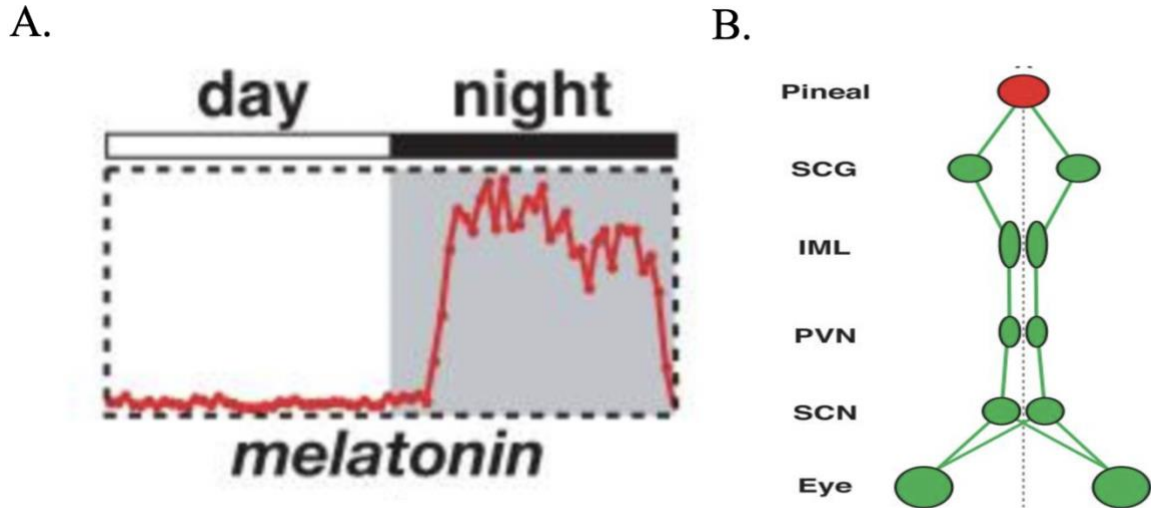 A.
day night
melatonin
B.
Pineal
SCG
IML
PVN
SCN
Eye